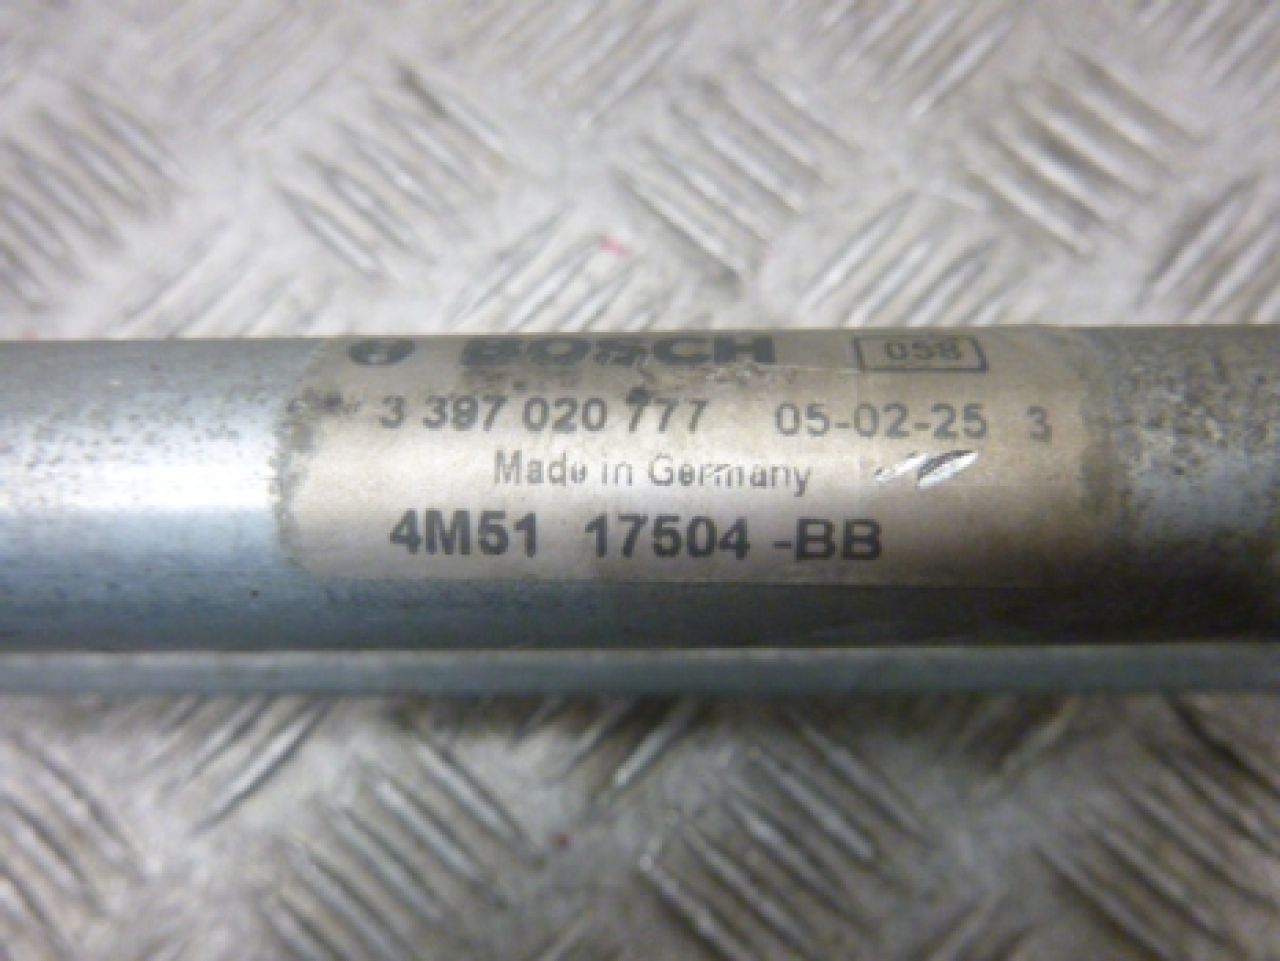 BOSCH 058
3 397 020 777 05-02-25 3
Made in Germany
4M51 17504 -BB